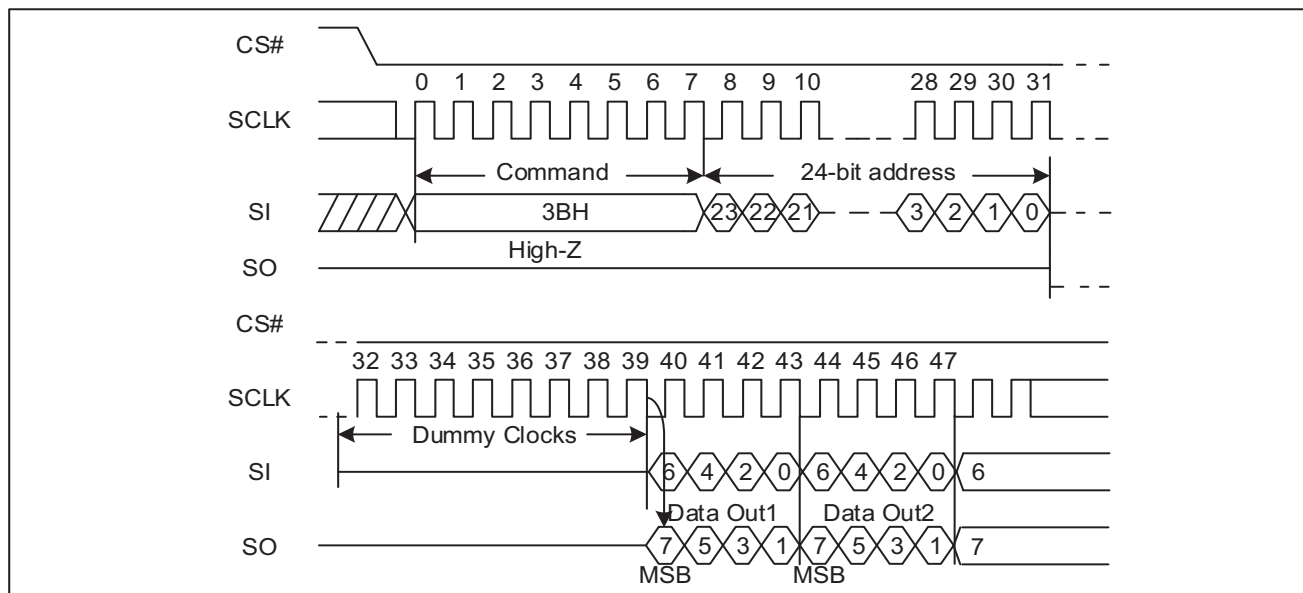 CS#
0 1 2 3 4 5 6 7 8 9 10 28 29 30 31
SCLK
Command 24-bit address
SI 3BH 23 22 21 3 2 1 0
High-Z
SO
CS#
32 33 34 35 36 37 38 39 40 41 42 43 44 45 46 47
SCLK
Dummy Clocks
SI 6 4 2 0 6 4 2 0 6
Data Out1 Data Out2
SO 7 5 3 1 7 5 3 1 7
MSB MSB